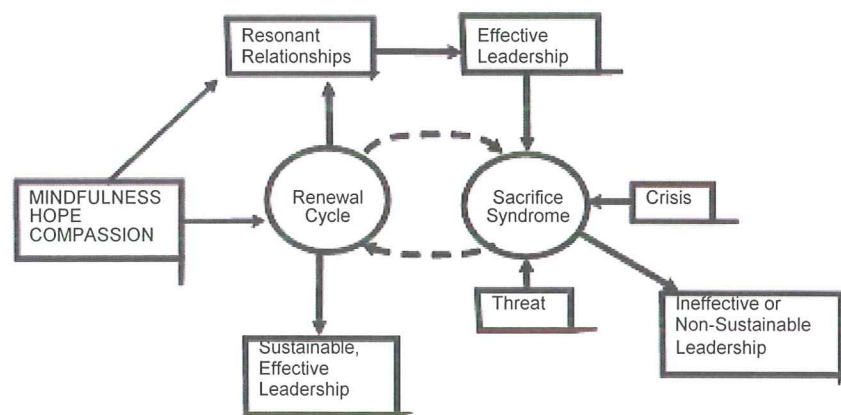 Resonant
Relationships
Effective
Leadership
MINDFULNESS
HOPE
COMPASSION
Renewal
Cycle
Sacrifice
Syndrome
Crisis
Threat
Ineffective or
Non-Sustainable
Leadership
Sustainable,
Effective
Leadership